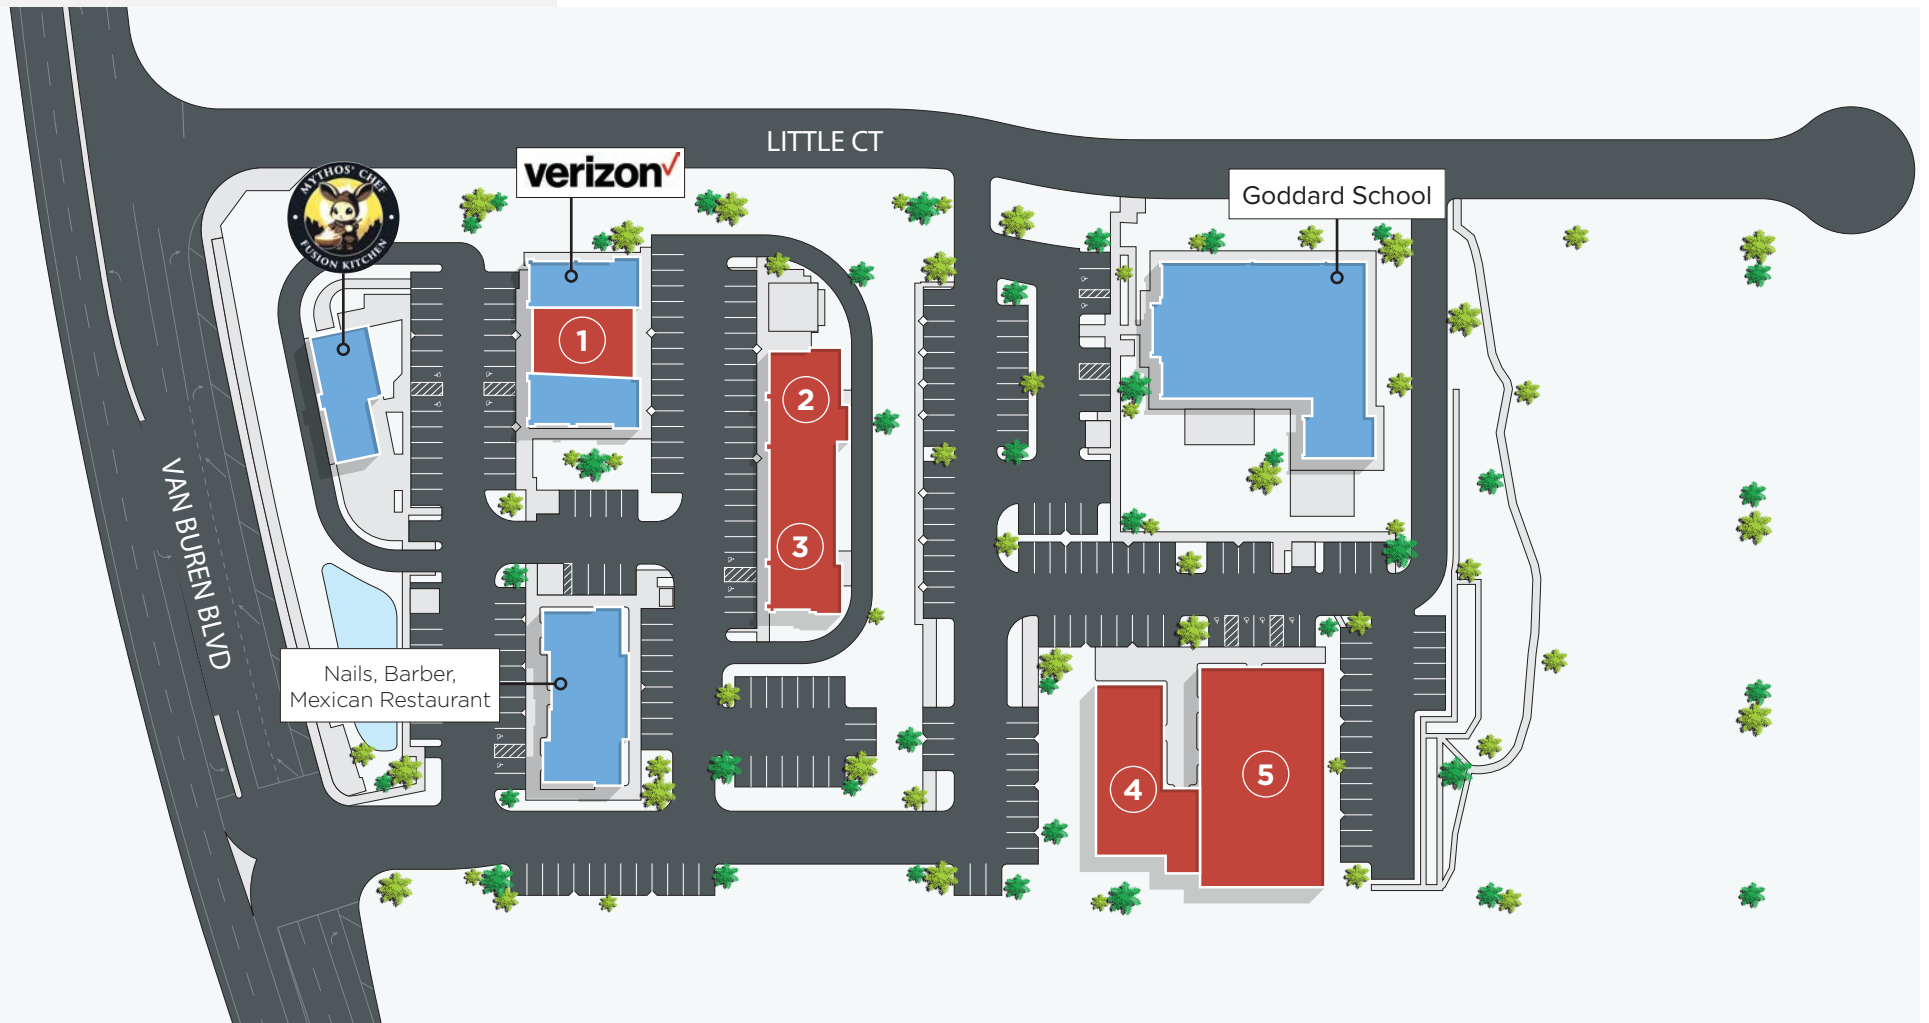 LITTLE CT
MYTHOS' CHEF
FUSION KITCHEN
verizon
Goddard School
1
2
3
VAN BUREN BLVD
Nails, Barber,
Mexican Restaurant
4
5